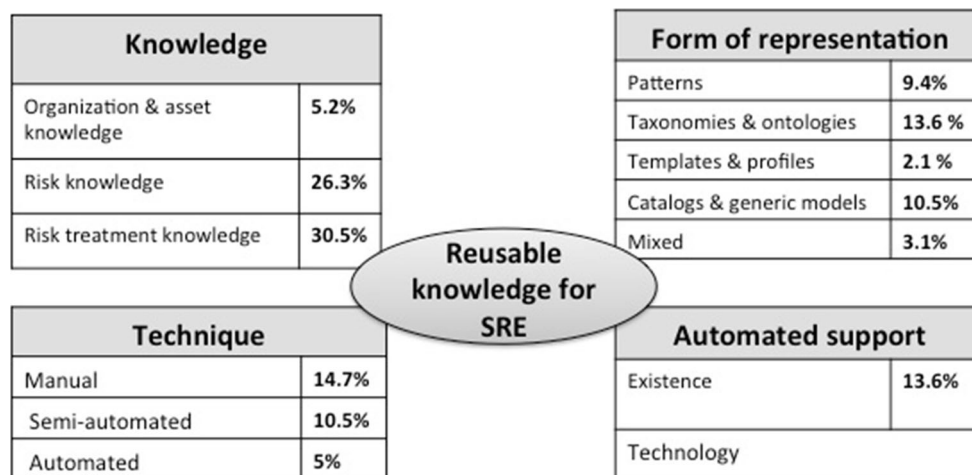 Knowledge
Organization & asset
knowledge
5.2%
Risk knowledge
26.3%
Risk treatment knowledge
30.5%
Form of representation
Patterns
9.4%
Taxonomies & ontologies
13.6 %
Templates & profiles
2.1 %
Catalogs & generic models
10.5%
Mixed
3.1%
Reusable
knowledge for
SRE
Technique
Manual
14.7%
Semi-automated
10.5%
Automated
5%
Automated support
Existence
13.6%
Technology